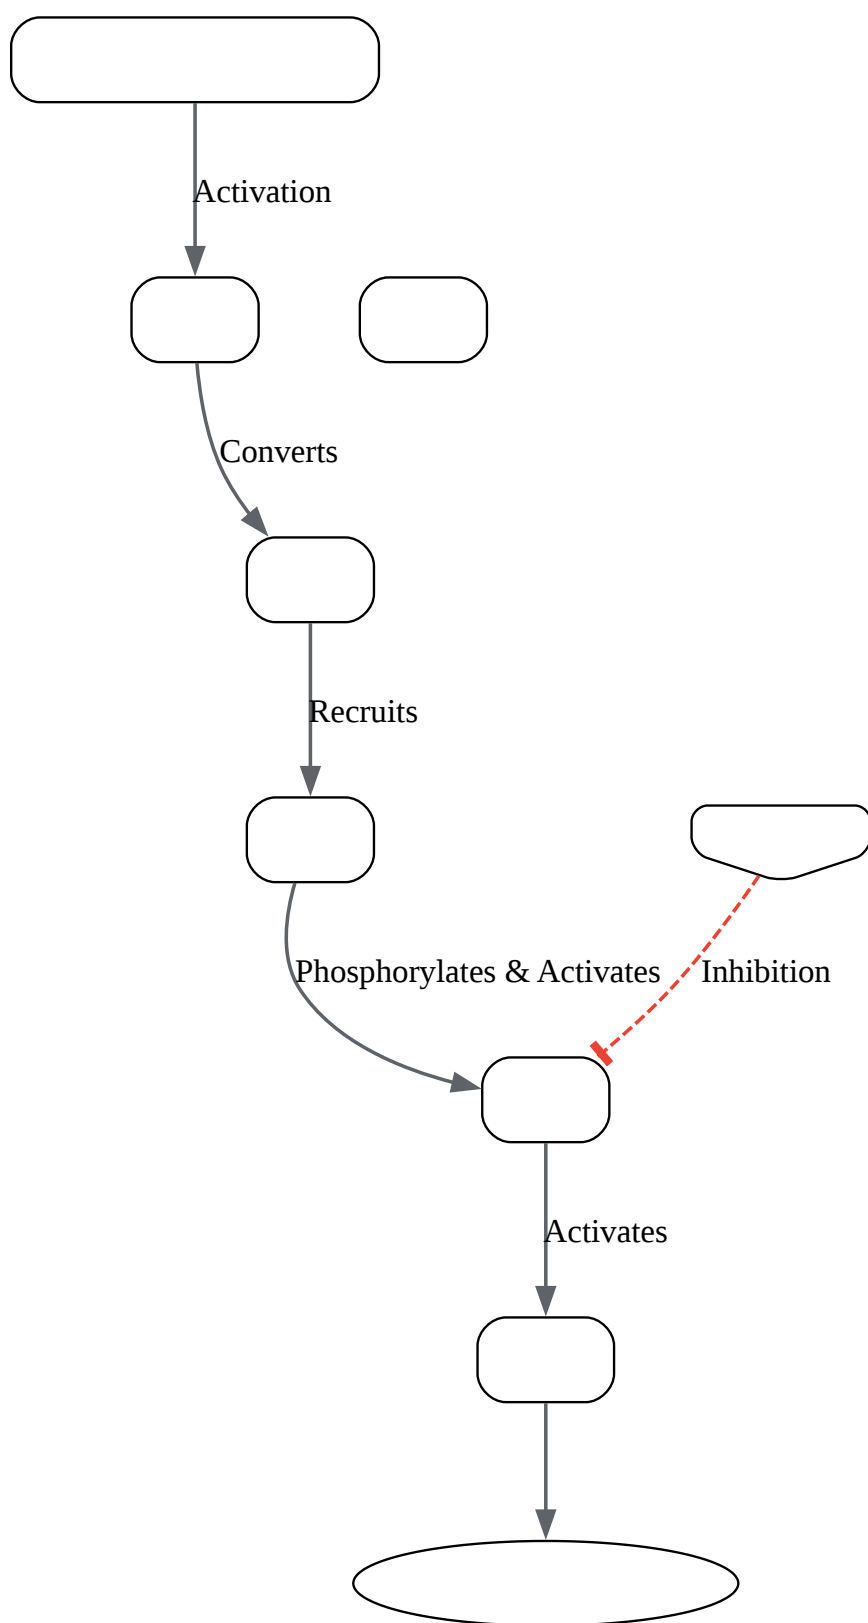 Activation
Converts
Recruits
Phosphorylates & Activates
Inhibition
Activates